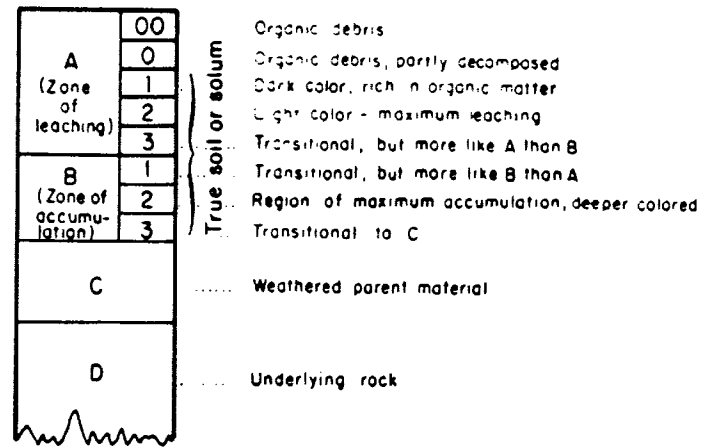 00 Organic debris
A 0 Organic debris, partly decomposed
(Zone of leaching) 1 Dark color, rich in organic matter
2 Light color - maximum leaching
3 Transitional, but more like A than B
B 1 Transitional, but more like B than A
(Zone of accumu-lation) 2 Region of maximum accumulation, deeper colored
3 Transitional to C
True soil or solum
C Weathered parent material
D Underlying rock